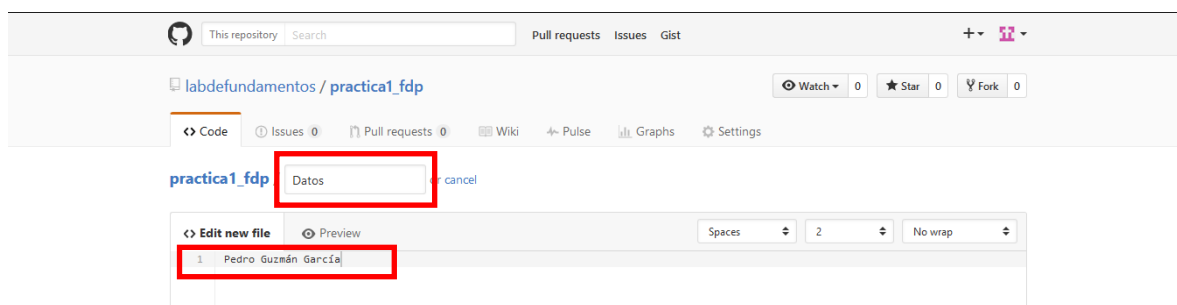 This repository Search Pull requests Issues Gist
labdefundamentos / practica1_fdp Watch 0 Star 0 Fork 0
Code Issues 0 Pull requests 0 Wiki Pulse Graphs Settings
practica1_fdp / Datos or cancel
Edit new file Preview Spaces 2 No wrap
1 Pedro Guzmán García